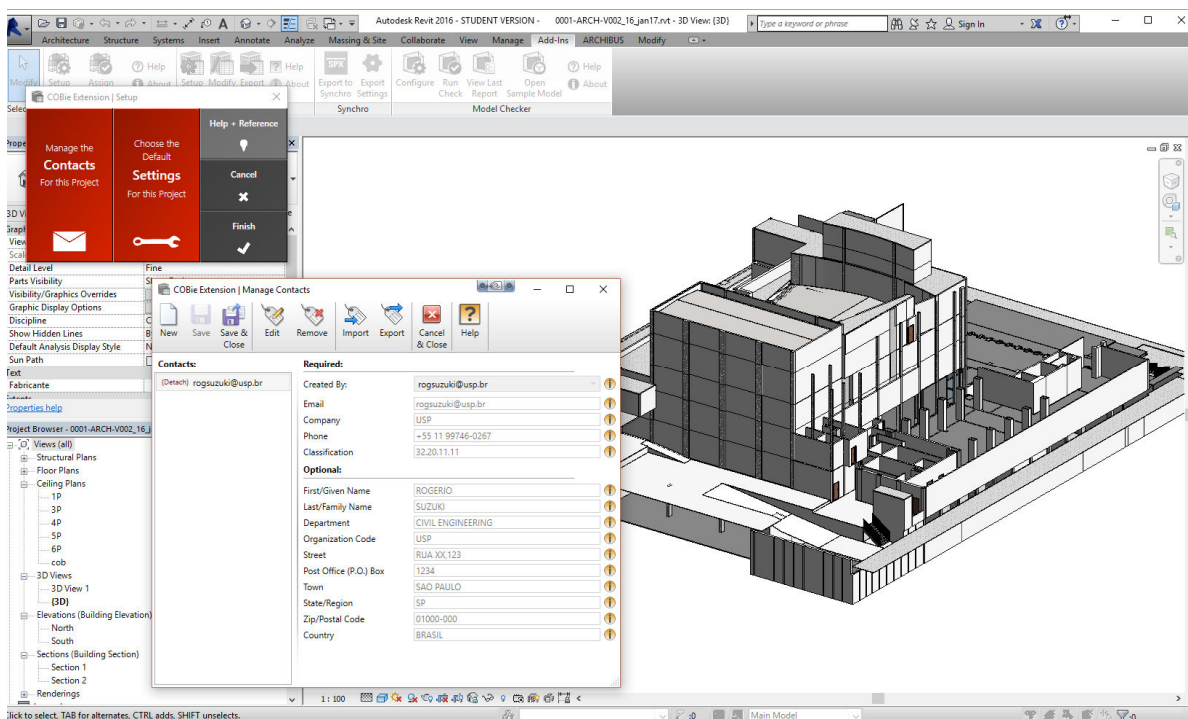 Autodesk Revit 2016 - STUDENT VERSION - 0001-ARCH-V002_16_jan17.rvt - 3D View: {3D}
Type a keyword or phrase
Sign In
Architecture Structure Systems Insert Annotate Analyze Massing & Site Collaborate View Manage Add-Ins ARCHIBUS Modify
Modify Setup Assign Help About Setup Modify Export Help About Export to Synchro Export Settings Configure Run Check View Last Report Open Sample Model Help About
Synchro Model Checker
COBie Extension | Setup
Manage the
Contacts
For this Project
Choose the
Default
Settings
For this Project
Help + Reference
Cancel
Finish
Detail Level Fine
Parts Visibility
Visibility/Graphics Overrides
Graphic Display Options
Discipline
Show Hidden Lines
Default Analysis Display Style
Sun Path
Text
Fabricante
Properties help
Project Browser - 0001-ARCH-V002_16_j
Views (all)
Structural Plans
Floor Plans
Ceiling Plans
1P
3P
4P
5P
6P
cob
3D Views
3D View 1
{3D}
Elevations (Building Elevation)
North
South
Sections (Building Section)
Section 1
Section 2
Renderings
COBie Extension | Manage Contacts
New Save Save & Close Edit Remove Import Export Cancel & Close Help
Contacts:
(Detach) rogsuzuki@usp.br
Required:
Created By: rogsuzuki@usp.br
Email rogsuzuki@usp.br
Company USP
Phone +55 11 99746-0267
Classification 32.20.11.11
Optional:
First/Given Name ROGERIO
Last/Family Name SUZUKI
Department CIVIL ENGINEERING
Organization Code USP
Street RUA XX,123
Post Office (P.O.) Box 1234
Town SAO PAULO
State/Region SP
Zip/Postal Code 01000-000
Country BRASIL
1 : 100
Click to select, TAB for alternates, CTRL adds, SHIFT unselects.
:0 Main Model :0